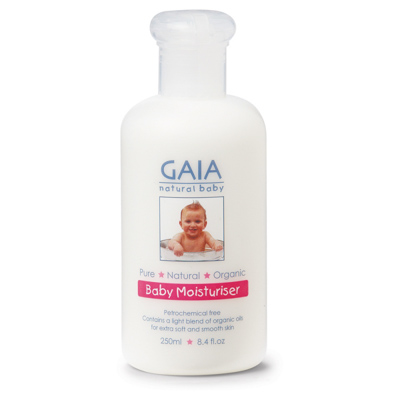 GAIA
natural baby
Pure ★ Natural ★ Organic
Baby Moisturiser
Petrochemical free
Contains a light blend of organic oils
for extra soft and smooth skin
250ml ★ 8.4 fl.oz